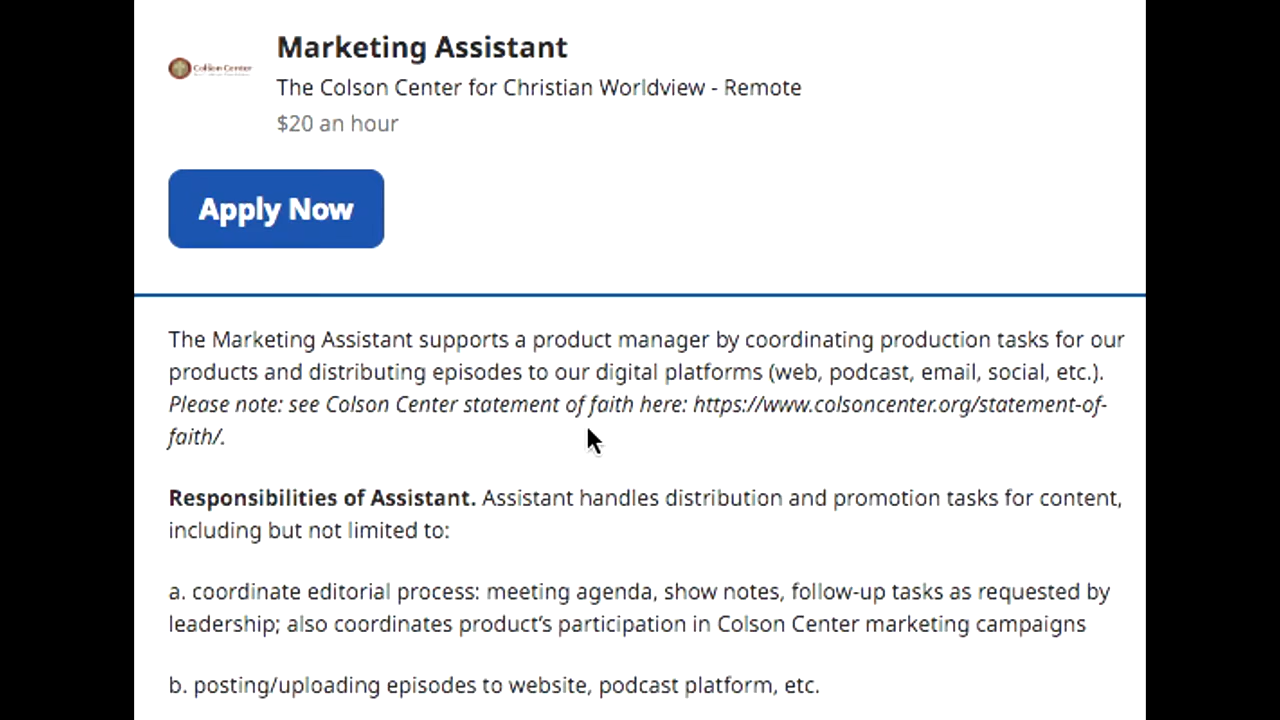 Colson Center
Marketing Assistant
The Colson Center for Christian Worldview - Remote
$20 an hour
Apply Now
The Marketing Assistant supports a product manager by coordinating production tasks for our
products and distributing episodes to our digital platforms (web, podcast, email, social, etc.).
Please note: see Colson Center statement of faith here: https://www.colsoncenter.org/statement-of-
faith/.
Responsibilities of Assistant. Assistant handles distribution and promotion tasks for content,
including but not limited to:
a. coordinate editorial process: meeting agenda, show notes, follow-up tasks as requested by
leadership; also coordinates product's participation in Colson Center marketing campaigns
b. posting/uploading episodes to website, podcast platform, etc.